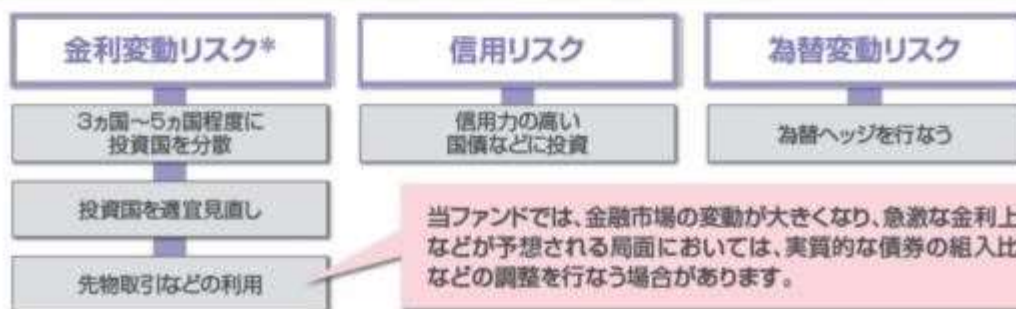 金利変動リスク*
信用リスク
為替変動リスク
3ヵ国〜5ヵ国程度に
投資国を分散
信用力の高い
国債などに投資
為替ヘッジを行なう
投資国を適宜見直し
先物取引などの利用
当ファンドでは、金融市場の変動が大きくなり、急激な金利上
などが予想される局面においては、実質的な債券の組入比
などの調整を行なう場合があります。